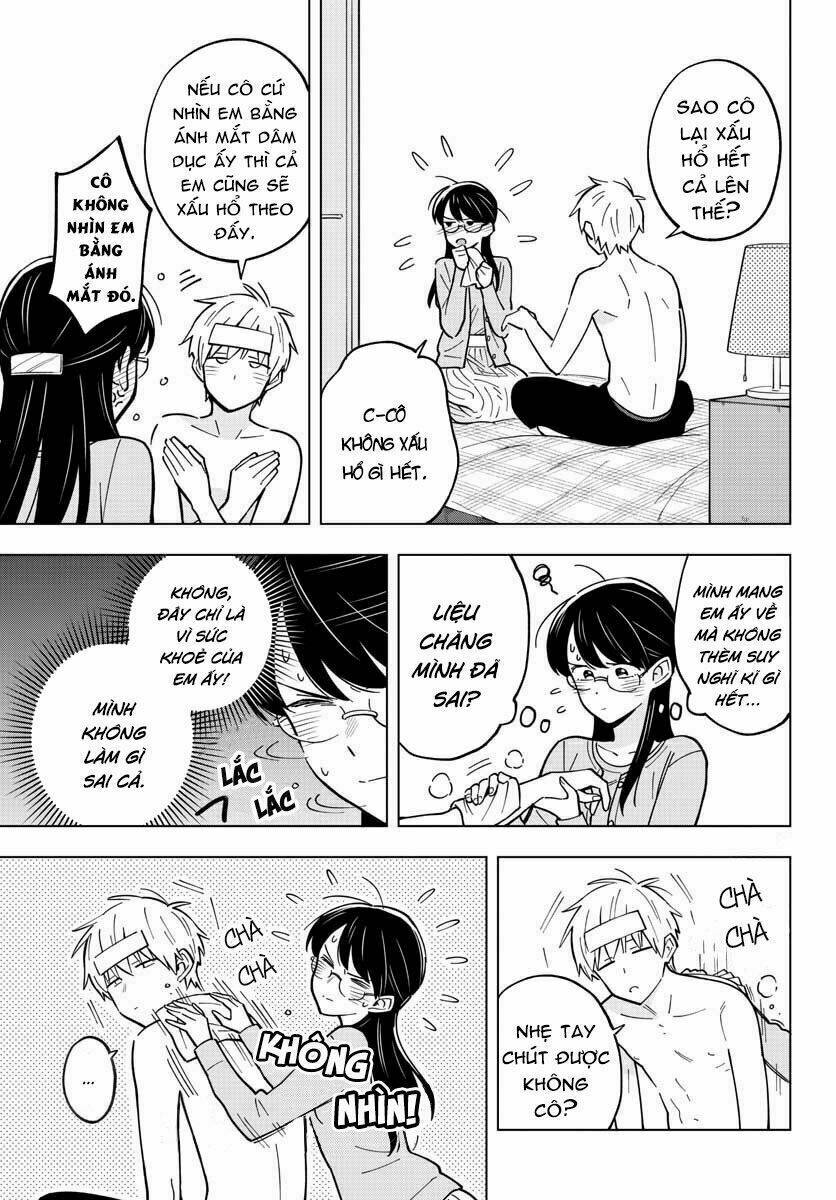 SAO CÔ
LẠI XẤU
HỔ HẾT
CẢ LÊN
THẾ?
C-CÔ
KHÔNG XẤU
HỔ GÌ HẾT.
NẾU CÔ CỨ
NHÌN EM BẰNG
ÁNH MẮT DÂM
DỤC ẤY THÌ CẢ
EM CŨNG SẼ
XẤU HỔ THEO
ĐẤY.
CÔ
KHÔNG
NHÌN EM
BẰNG
ÁNH
MẮT ĐÓ.
MÌNH MANG
EM ẤY VỀ
MÀ KHÔNG
THÈM SUY
NGHĨ KĨ GÌ
HẾT...
LIỆU
CHĂNG
MÌNH ĐÃ
SAI?
KHÔNG,
ĐÂY CHỈ LÀ
VÌ SỨC
KHOẺ CỦA
EM ẤY!
MÌNH
KHÔNG
LÀM GÌ
SAI CẢ.
LẮC
LẮC
CHÀ
CHÀ
NHẸ TAY
CHÚT ĐƯỢC
KHÔNG
CÔ?
CHÀ
CHÀ
KHÔNG
NHÌN!
...